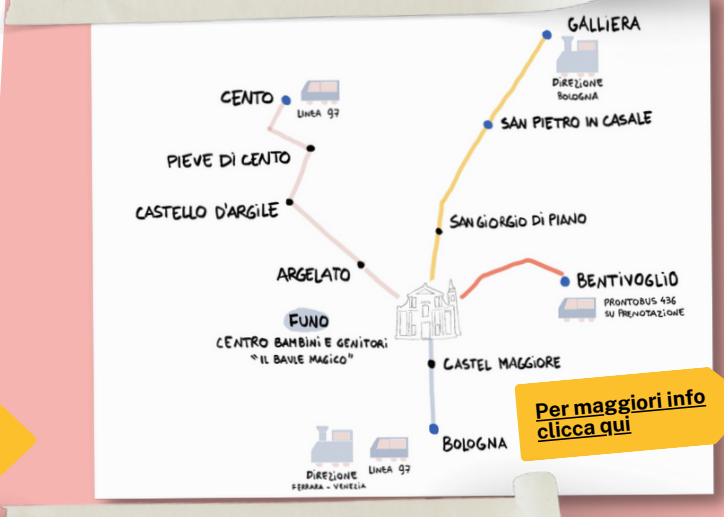 GALLIERA
DIREZIONE
BOLOGNA
CENTO
LINEA 97
SAN PIETRO IN CASALE
PIEVE DI CENTO
CASTELLO D'ARGILE
SAN GIORGIO DI PIANO
ARGELATO
BENTIVOGLIO
PRONTOBUS 436
SU PRENOTAZIONE
FUNO
CENTRO BAMBINI E GENITORI
"IL BAULE MAGICO"
CASTEL MAGGIORE
Per maggiori info
clicca qui
BOLOGNA
DIREZIONE
FERRARA - VENEZIA
LINEA 97